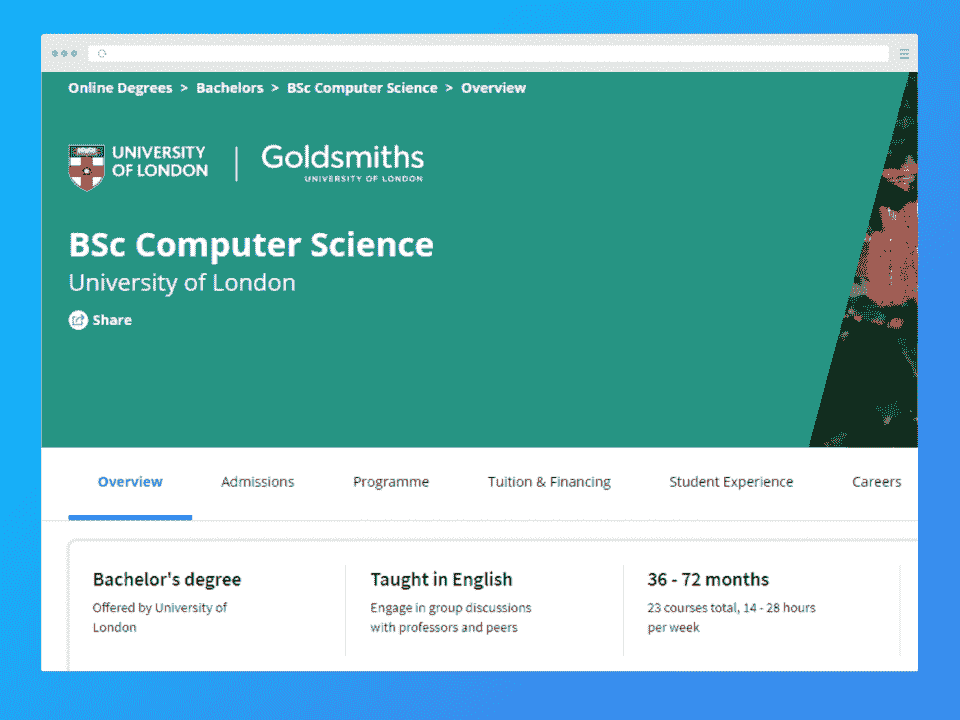 Online Degrees > Bachelors > BSc Computer Science > Overview
UNIVERSITY
OF LONDON
Goldsmiths
UNIVERSITY OF LONDON
BSc Computer Science
University of London
Share
Overview Admissions Programme Tuition & Financing Student Experience Careers
Bachelor's degree
Offered by University of
London
Taught in English
Engage in group discussions
with professors and peers
36 - 72 months
23 courses total, 14 - 28 hours
per week